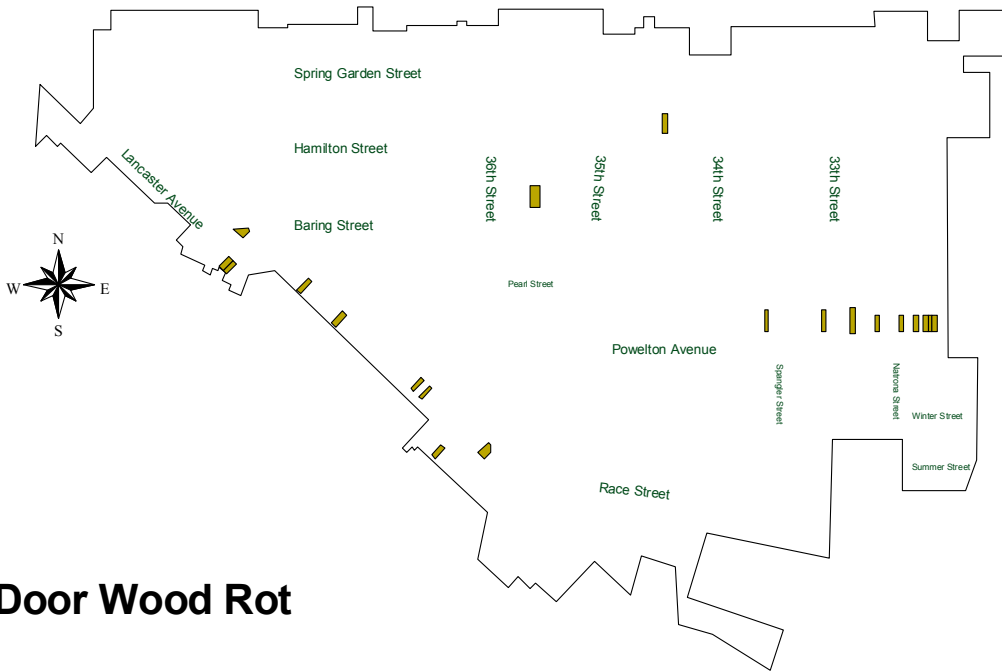 Spring Garden Street
Hamilton Street
Lancaster Avenue
36th Street
35th Street
34th Street
33th Street
Baring Street
N
W
E
S
Pearl Street
Powelton Avenue
Spangler Street
Natrona Street
Winter Street
Summer Street
Race Street
Door Wood Rot